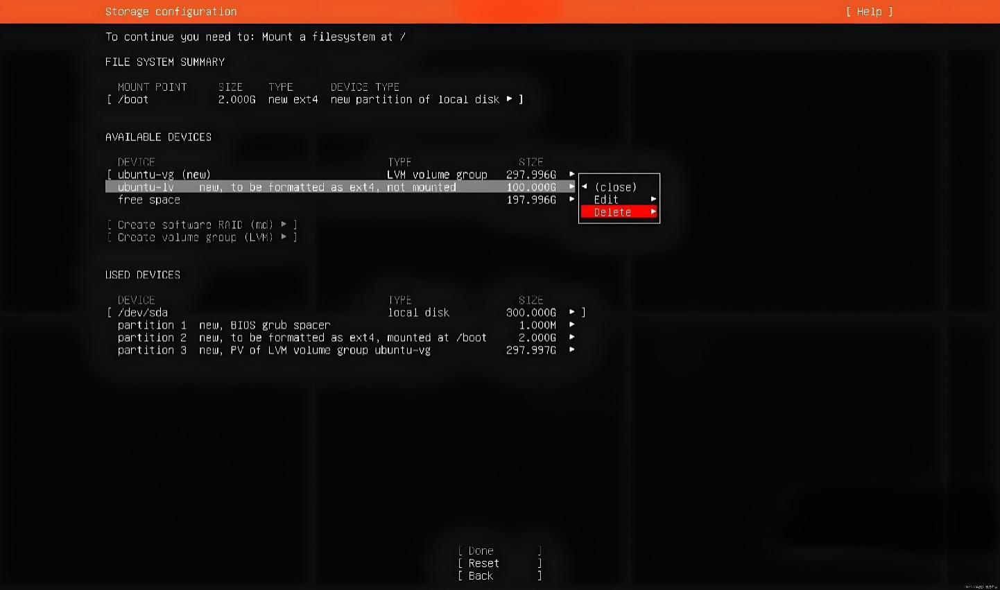 Storage configuration [ Help ]
To continue you need to: Mount a filesystem at /
FILE SYSTEM SUMMARY
MOUNT POINT SIZE TYPE DEVICE TYPE
[ /boot 2.000G new ext4 new partition of local disk ► ]
AVAILABLE DEVICES
DEVICE TYPE SIZE
[ ubuntu-vg (new) LVM volume group 297.996G ►
ubuntu-lv new, to be formatted as ext4, not mounted 100.000G ► ◄ (close)
free space 197.996G ► Edit ►
Delete ►
[ Create software RAID (md) ► ]
[ Create volume group (LVM) ► ]
USED DEVICES
DEVICE TYPE SIZE
[ /dev/sda local disk 300.000G ► ]
partition 1 new, BIOS grub spacer 1.000M ►
partition 2 new, to be formatted as ext4, mounted at /boot 2.000G ►
partition 3 new, PV of LVM volume group ubuntu-vg 297.997G ►
[ Done ]
[ Reset ]
[ Back ]